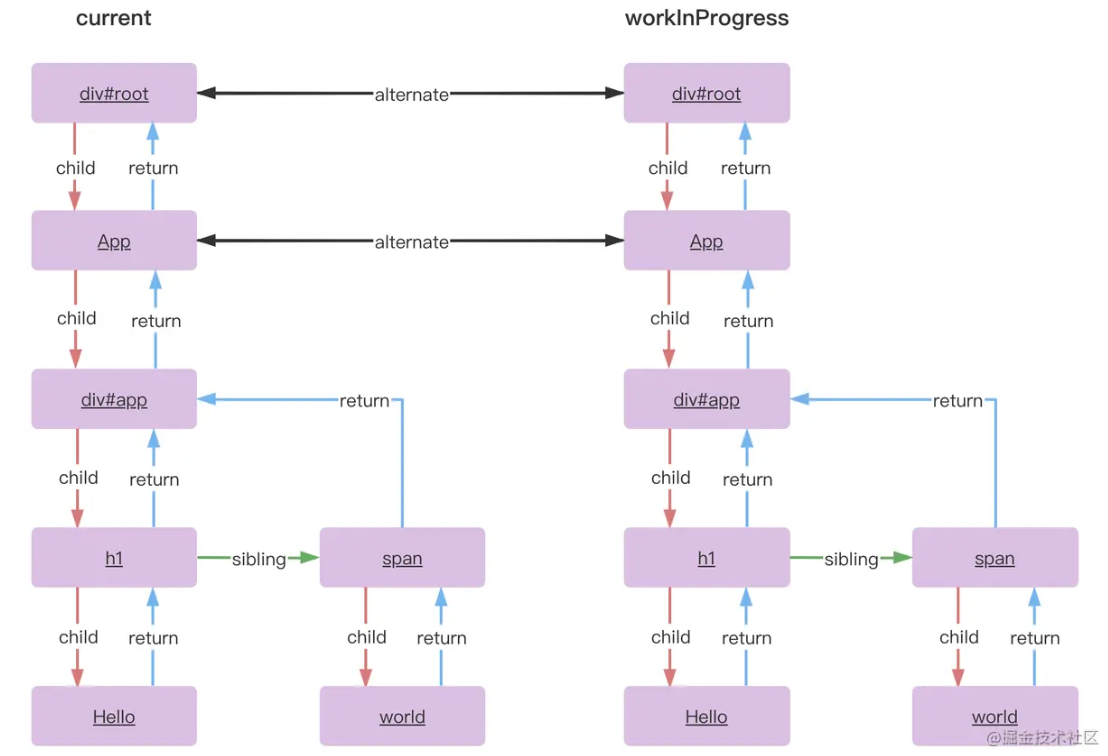 current workInProgress
div#root alternate div#root
child return child return
App alternate App
child return child return
div#app return div#app return
child return child return
h1 sibling span h1 sibling span
child return child return child return child return
Hello world Hello world
@掘金技术社区